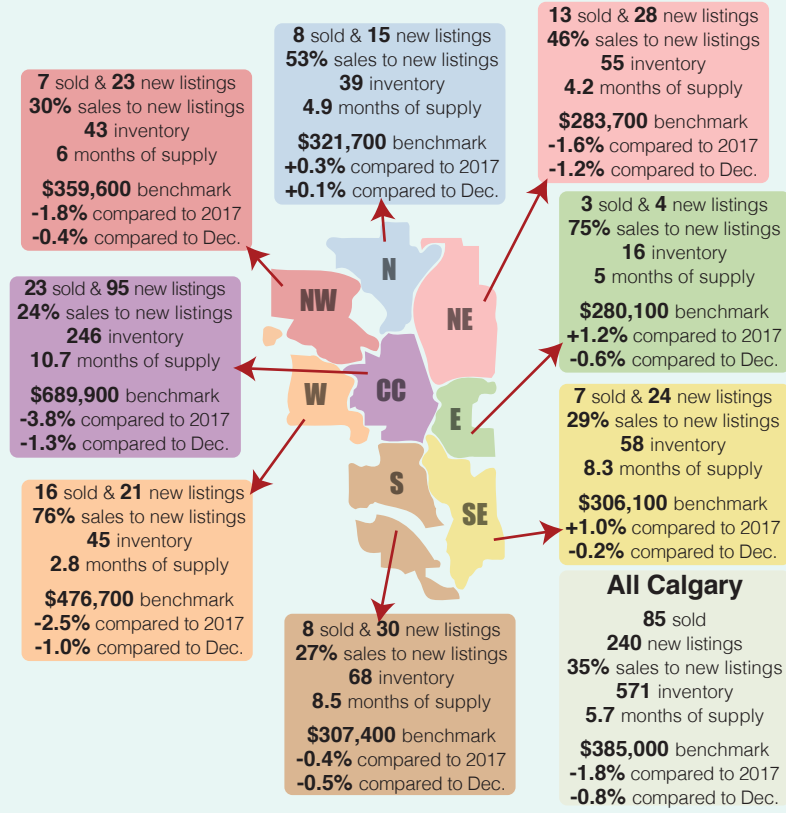 13 sold & 28 new listings
46% sales to new listings
55 inventory
4.2 months of supply
$283,700 benchmark
-1.6% compared to 2017
-1.2% compared to Dec.
8 sold & 15 new listings
53% sales to new listings
39 inventory
4.9 months of supply
$321,700 benchmark
+0.3% compared to 2017
+0.1% compared to Dec.
7 sold & 23 new listings
30% sales to new listings
43 inventory
6 months of supply
$359,600 benchmark
-1.8% compared to 2017
-0.4% compared to Dec.
3 sold & 4 new listings
75% sales to new listings
16 inventory
5 months of supply
$280,100 benchmark
+1.2% compared to 2017
-0.6% compared to Dec.
N
NW
NE
W
CC
E
S
SE
23 sold & 95 new listings
24% sales to new listings
246 inventory
10.7 months of supply
$689,900 benchmark
-3.8% compared to 2017
-1.3% compared to Dec.
7 sold & 24 new listings
29% sales to new listings
58 inventory
8.3 months of supply
$306,100 benchmark
+1.0% compared to 2017
-0.2% compared to Dec.
16 sold & 21 new listings
76% sales to new listings
45 inventory
2.8 months of supply
$476,700 benchmark
-2.5% compared to 2017
-1.0% compared to Dec.
8 sold & 30 new listings
27% sales to new listings
68 inventory
8.5 months of supply
$307,400 benchmark
-0.4% compared to 2017
-0.5% compared to Dec.
All Calgary
85 sold
240 new listings
35% sales to new listings
571 inventory
5.7 months of supply
$385,000 benchmark
-1.8% compared to 2017
-0.8% compared to Dec.